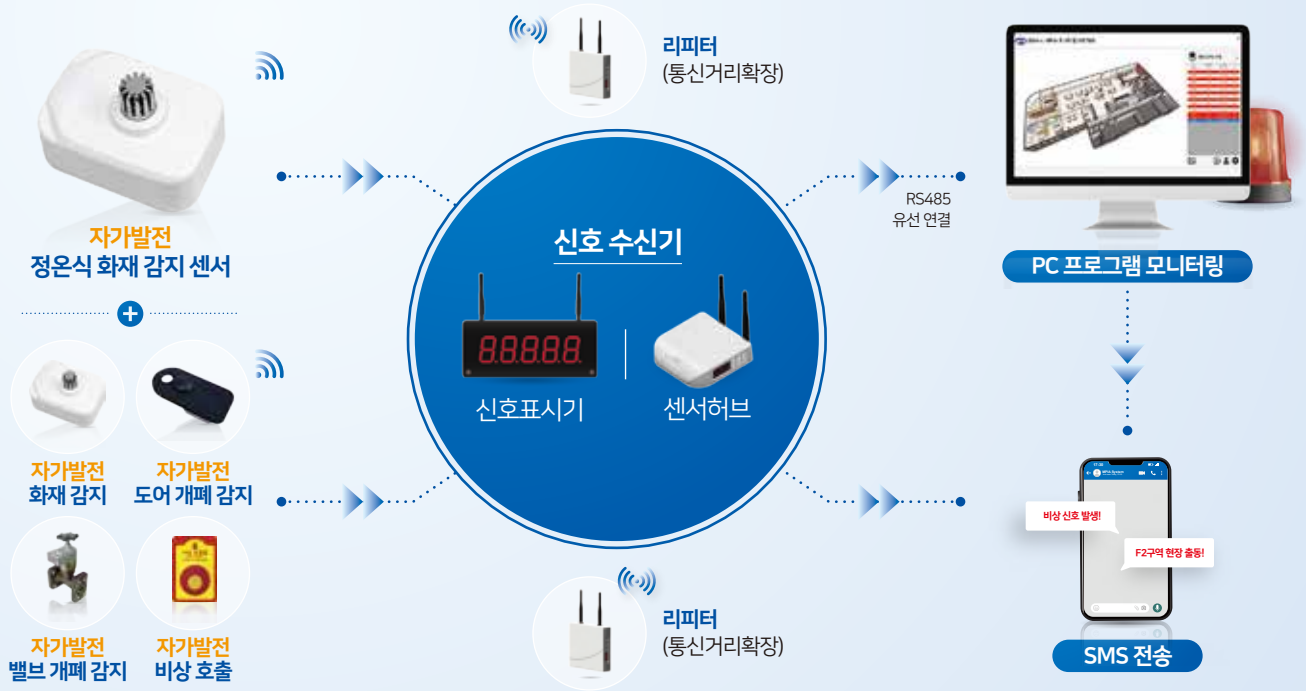 자가발전
정온식 화재 감지 센서
자가발전
화재 감지
자가발전
도어 개폐 감지
자가발전
밸브 개폐 감지
자가발전
비상 호출
리피터
(통신거리확장)
신호 수신기
88888
신호표시기
센서허브
리피터
(통신거리확장)
RS485
유선 연결
PC 프로그램 모니터링
비상 신호 발생!
F2구역 현장 출동!
SMS 전송